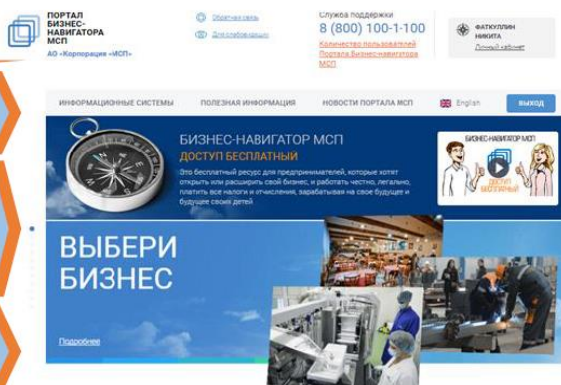 ПОРТАЛ
БИЗНЕС-
НАВИГАТОРА
МСП
АО «Корпорация «МСП»
Обратная связь
Для слабовидящих
Служба поддержки
8 (800) 100-1-100
Количество пользователей
Портала Бизнес-навигатора
МСП
ФАТКУЛЛИН
НИКИТА
Личный кабинет
ИНФОРМАЦИОННЫЕ СИСТЕМЫ
ПОЛЕЗНАЯ ИНФОРМАЦИЯ
НОВОСТИ ПОРТАЛА МСП
English
ВЫХОД
БИЗНЕС-НАВИГАТОР МСП
ДОСТУП БЕСПЛАТНЫЙ
Это бесплатный ресурс для предпринимателей, которые хотят
открыть или расширить свой бизнес, и работать честно, легально,
платить все налоги и отчисления, зарабатывая на свое будущее и
будущее своих детей
БИЗНЕС-НАВИГАТОР МСП
ДОСТУП
БЕСПЛАТНЫЙ
ВЫБЕРИ
БИЗНЕС
Подробнее